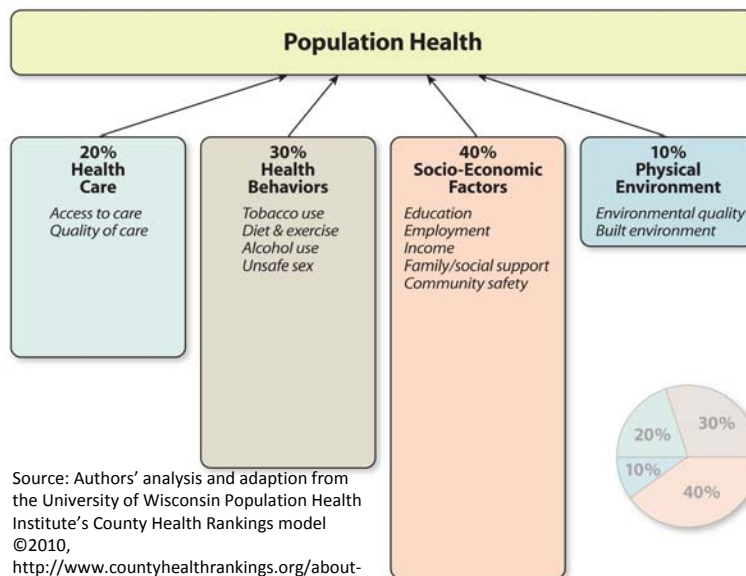 Population Health
20%
Health
Care
Access to care
Quality of care
30%
Health
Behaviors
Tobacco use
Diet & exercise
Alcohol use
Unsafe sex
40%
Socio-Economic
Factors
Education
Employment
Income
Family/social support
Community safety
10%
Physical
Environment
Environmental quality
Built environment
20%
30%
10%
40%
Source: Authors’ analysis and adaption from
the University of Wisconsin Population Health
Institute’s County Health Rankings model
©2010,
http://www.countyhealthrankings.org/about-